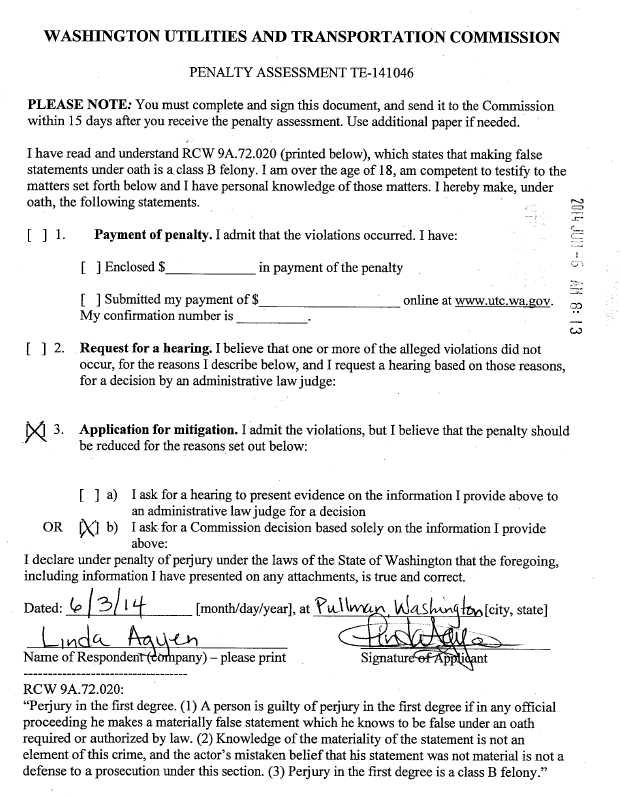 WASHINGTON UTILITIES AND TRANSPORTATION COMMISSION
PENALTY ASSESSMENT TE-141046
PLEASE NOTE: You must complete and sign this document, and send it to the Commission
within 15 days after you receive the penalty assessment. Use additional paper if needed.
I have read and understand RCW 9A.72.020 (printed below), which states that making false
statements under oath is a class B felony. I am over the age of 18, am competent to testify to the
matters set forth below and I have personal knowledge of those matters. I hereby make, under
oath, the following statements.
[ ] 1. Payment of penalty. I admit that the violations occurred. I have:
[ ] Enclosed $____________ in payment of the penalty
[ ] Submitted my payment of $__________________ online at www.utc.wa.gov.
My confirmation number is _________.
[ ] 2. Request for a hearing. I believe that one or more of the alleged violations did not
occur, for the reasons I describe below, and I request a hearing based on those reasons,
for a decision by an administrative law judge:
[X] 3. Application for mitigation. I admit the violations, but I believe that the penalty should
be reduced for the reasons set out below:
[ ] a) I ask for a hearing to present evidence on the information I provide above to
an administrative law judge for a decision
OR [X] b) I ask for a Commission decision based solely on the information I provide
above:
I declare under penalty of perjury under the laws of the State of Washington that the foregoing,
including information I have presented on any attachments, is true and correct.
Dated: 6/3/14 [month/day/year], at Pullman, Washington [city, state]
Linda Agyen
Name of Respondent (company) – please print Signature of Applicant
-----------------------------------
RCW 9A.72.020:
“Perjury in the first degree. (1) A person is guilty of perjury in the first degree if in any official
proceeding he makes a materially false statement which he knows to be false under an oath
required or authorized by law. (2) Knowledge of the materiality of the statement is not an
element of this crime, and the actor's mistaken belief that his statement was not material is not a
defense to a prosecution under this section. (3) Perjury in the first degree is a class B felony.”
2014 JUN -6 AM 8:13